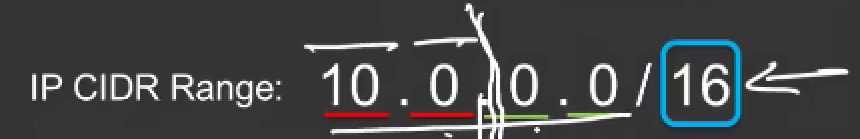 IP CIDR Range: 10.0.0.0/16